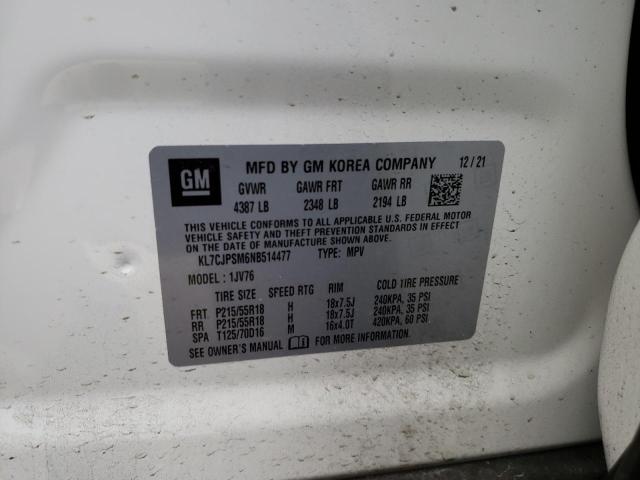 GM
MFD BY GM KOREA COMPANY 12/21
GVWR GAWR FRT GAWR RR
4387 LB 2348 LB 2194 LB
THIS VEHICLE CONFORMS TO ALL APPLICABLE U.S. FEDERAL MOTOR
VEHICLE SAFETY AND THEFT PREVENTION STANDARDS IN EFFECT
ON THE DATE OF MANUFACTURE SHOWN ABOVE.
KL7CJPSM6NB514477 TYPE: MPV
MODEL: 1JV76
TIRE SIZE SPEED RTG RIM COLD TIRE PRESSURE
FRT P215/55R18 H 18x7.5J 240KPA, 35 PSI
RR P215/55R18 H 18x7.5J 240KPA, 35 PSI
SPA T125/70D16 M 16x4.0T 420KPA, 60 PSI
SEE OWNER'S MANUAL FOR MORE INFORMATION.